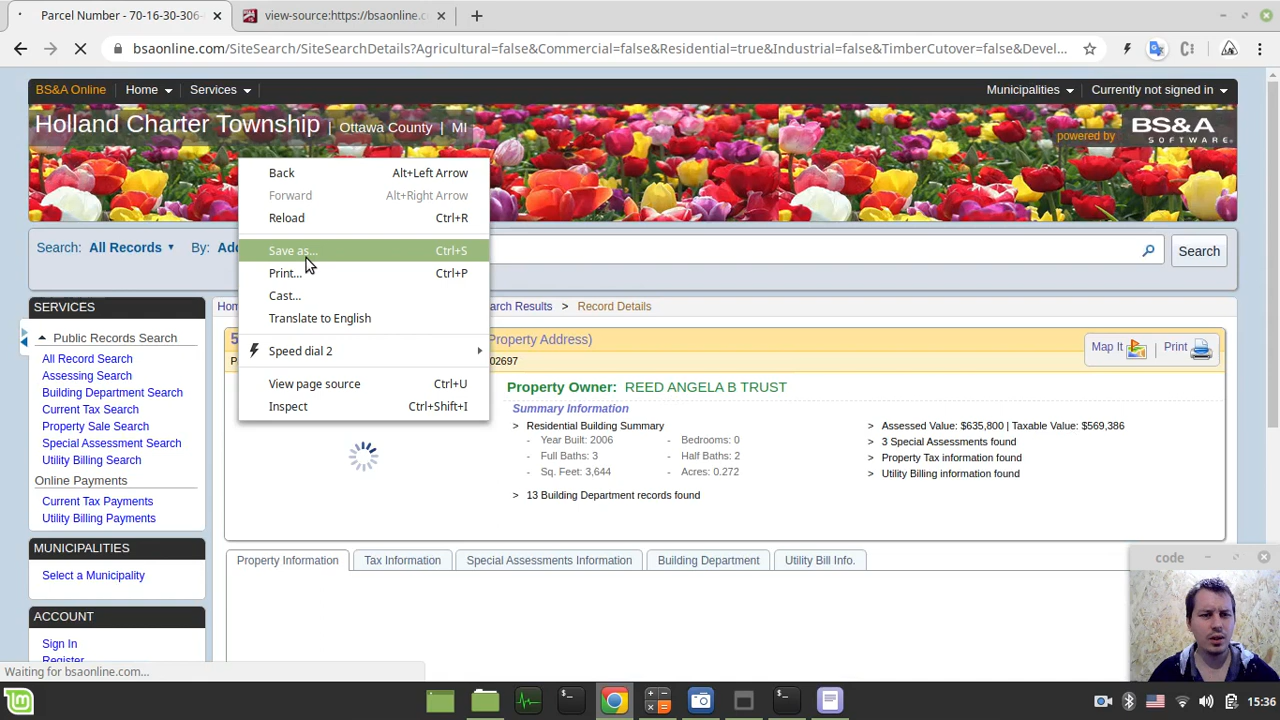 Parcel Number - 70-16-30-306-
view-source:https://bsaonline.c
bsaonline.com/SiteSearch/SiteSearchDetails?Agricultural=false&Commercial=false&Residential=true&Industrial=false&TimberCutover=false&Devel...
BS&A Online Home Services Municipalities Currently not signed in
Holland Charter Township | Ottawa County | MI
powered by BS&A SOFTWARE
Back Alt+Left Arrow
Forward Alt+Right Arrow
Reload Ctrl+R
Save as... Ctrl+S
Print... Ctrl+P
Cast...
Translate to English
Speed dial 2
View page source Ctrl+U
Inspect Ctrl+Shift+I
Search: All Records By: Ad
Search
SERVICES
Public Records Search
All Record Search
Assessing Search
Building Department Search
Current Tax Search
Property Sale Search
Special Assessment Search
Utility Billing Search
Online Payments
Current Tax Payments
Utility Billing Payments
MUNICIPALITIES
Select a Municipality
ACCOUNT
Sign In
Register
Hom arch Results > Record Details
5 Property Address)
P 02697
Map It Print
Property Owner: REED ANGELA B TRUST
Summary Information
> Residential Building Summary
- Year Built: 2006 - Bedrooms: 0
- Full Baths: 3 - Half Baths: 2
- Sq. Feet: 3,644 - Acres: 0.272
> 13 Building Department records found
> Assessed Value: $635,800 | Taxable Value: $569,386
> 3 Special Assessments found
> Property Tax information found
> Utility Billing information found
Property Information Tax Information Special Assessments Information Building Department Utility Bill Info.
code
Waiting for bsaonline.com...
15:36